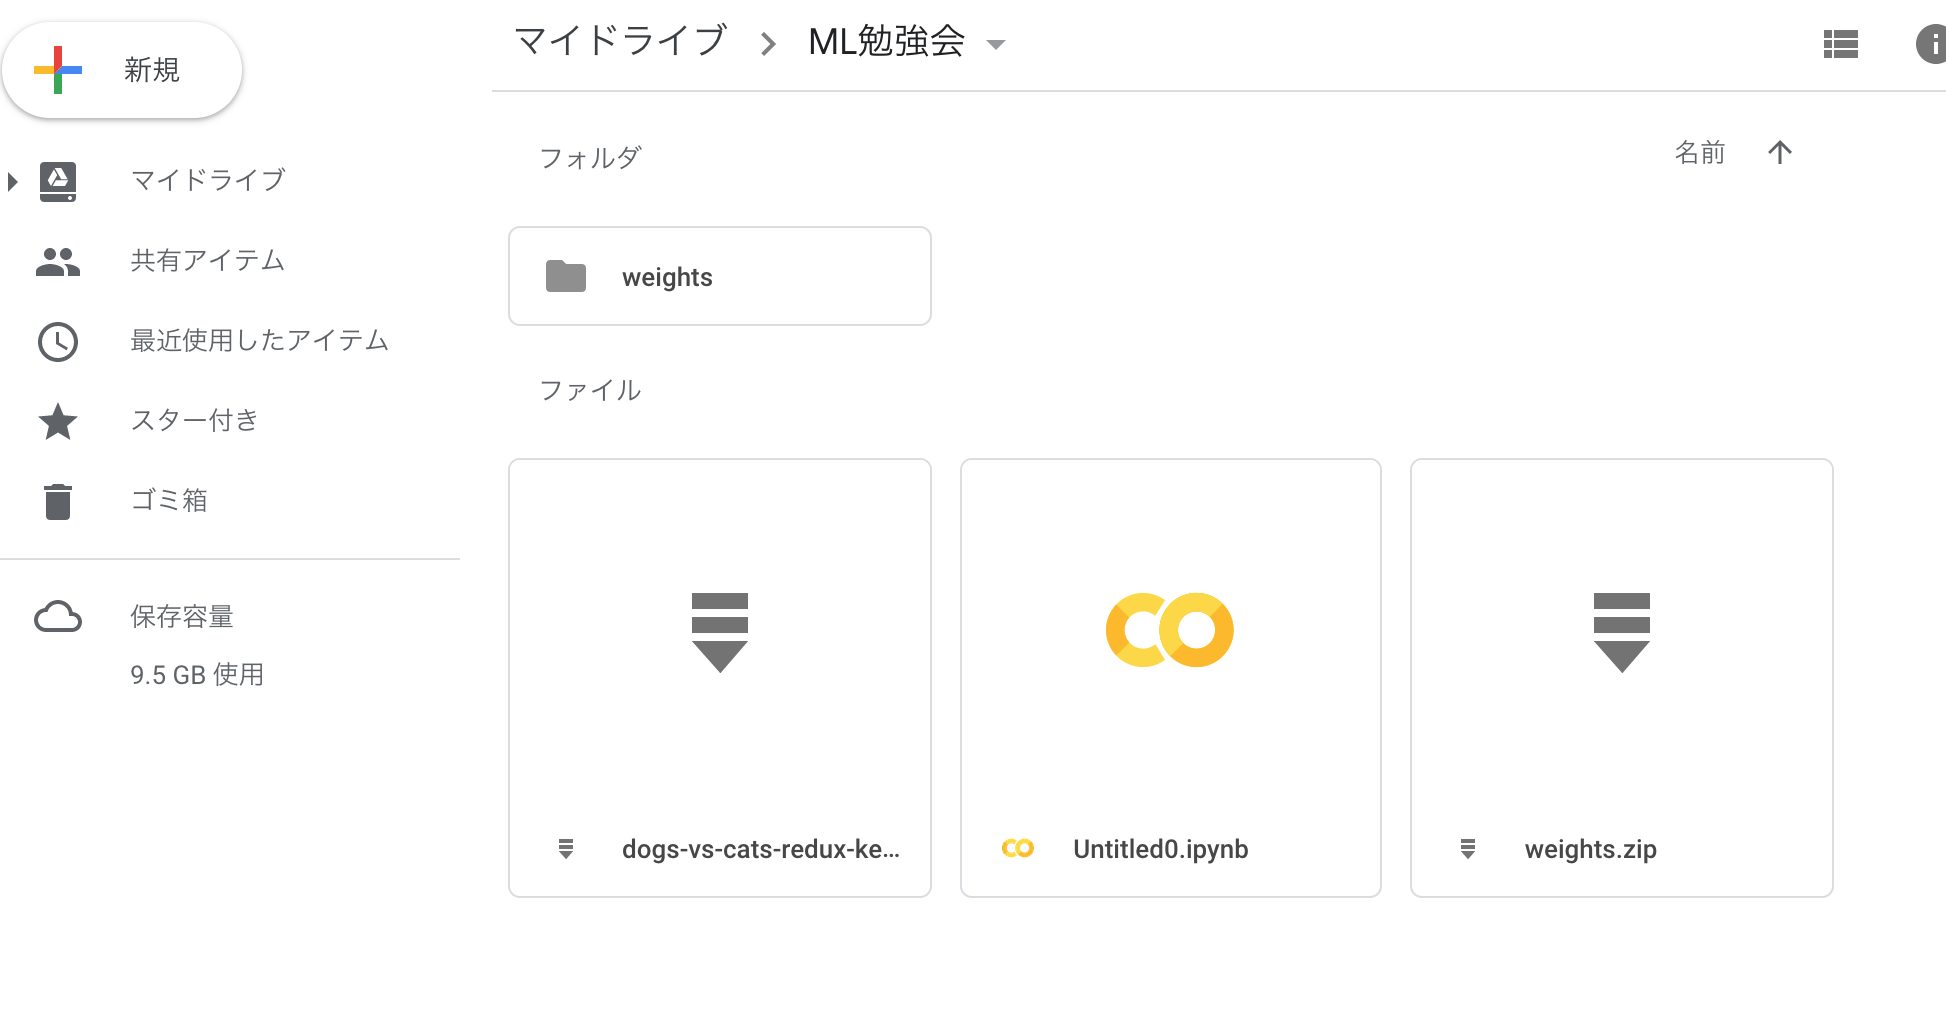 新規
マイドライブ
共有アイテム
最近使用したアイテム
スター付き
ゴミ箱
保存容量
9.5 GB 使用
マイドライブ ML勉強会
フォルダ
名前
weights
ファイル
dogs-vs-cats-redux-ke...
Untitled0.ipynb
weights.zip